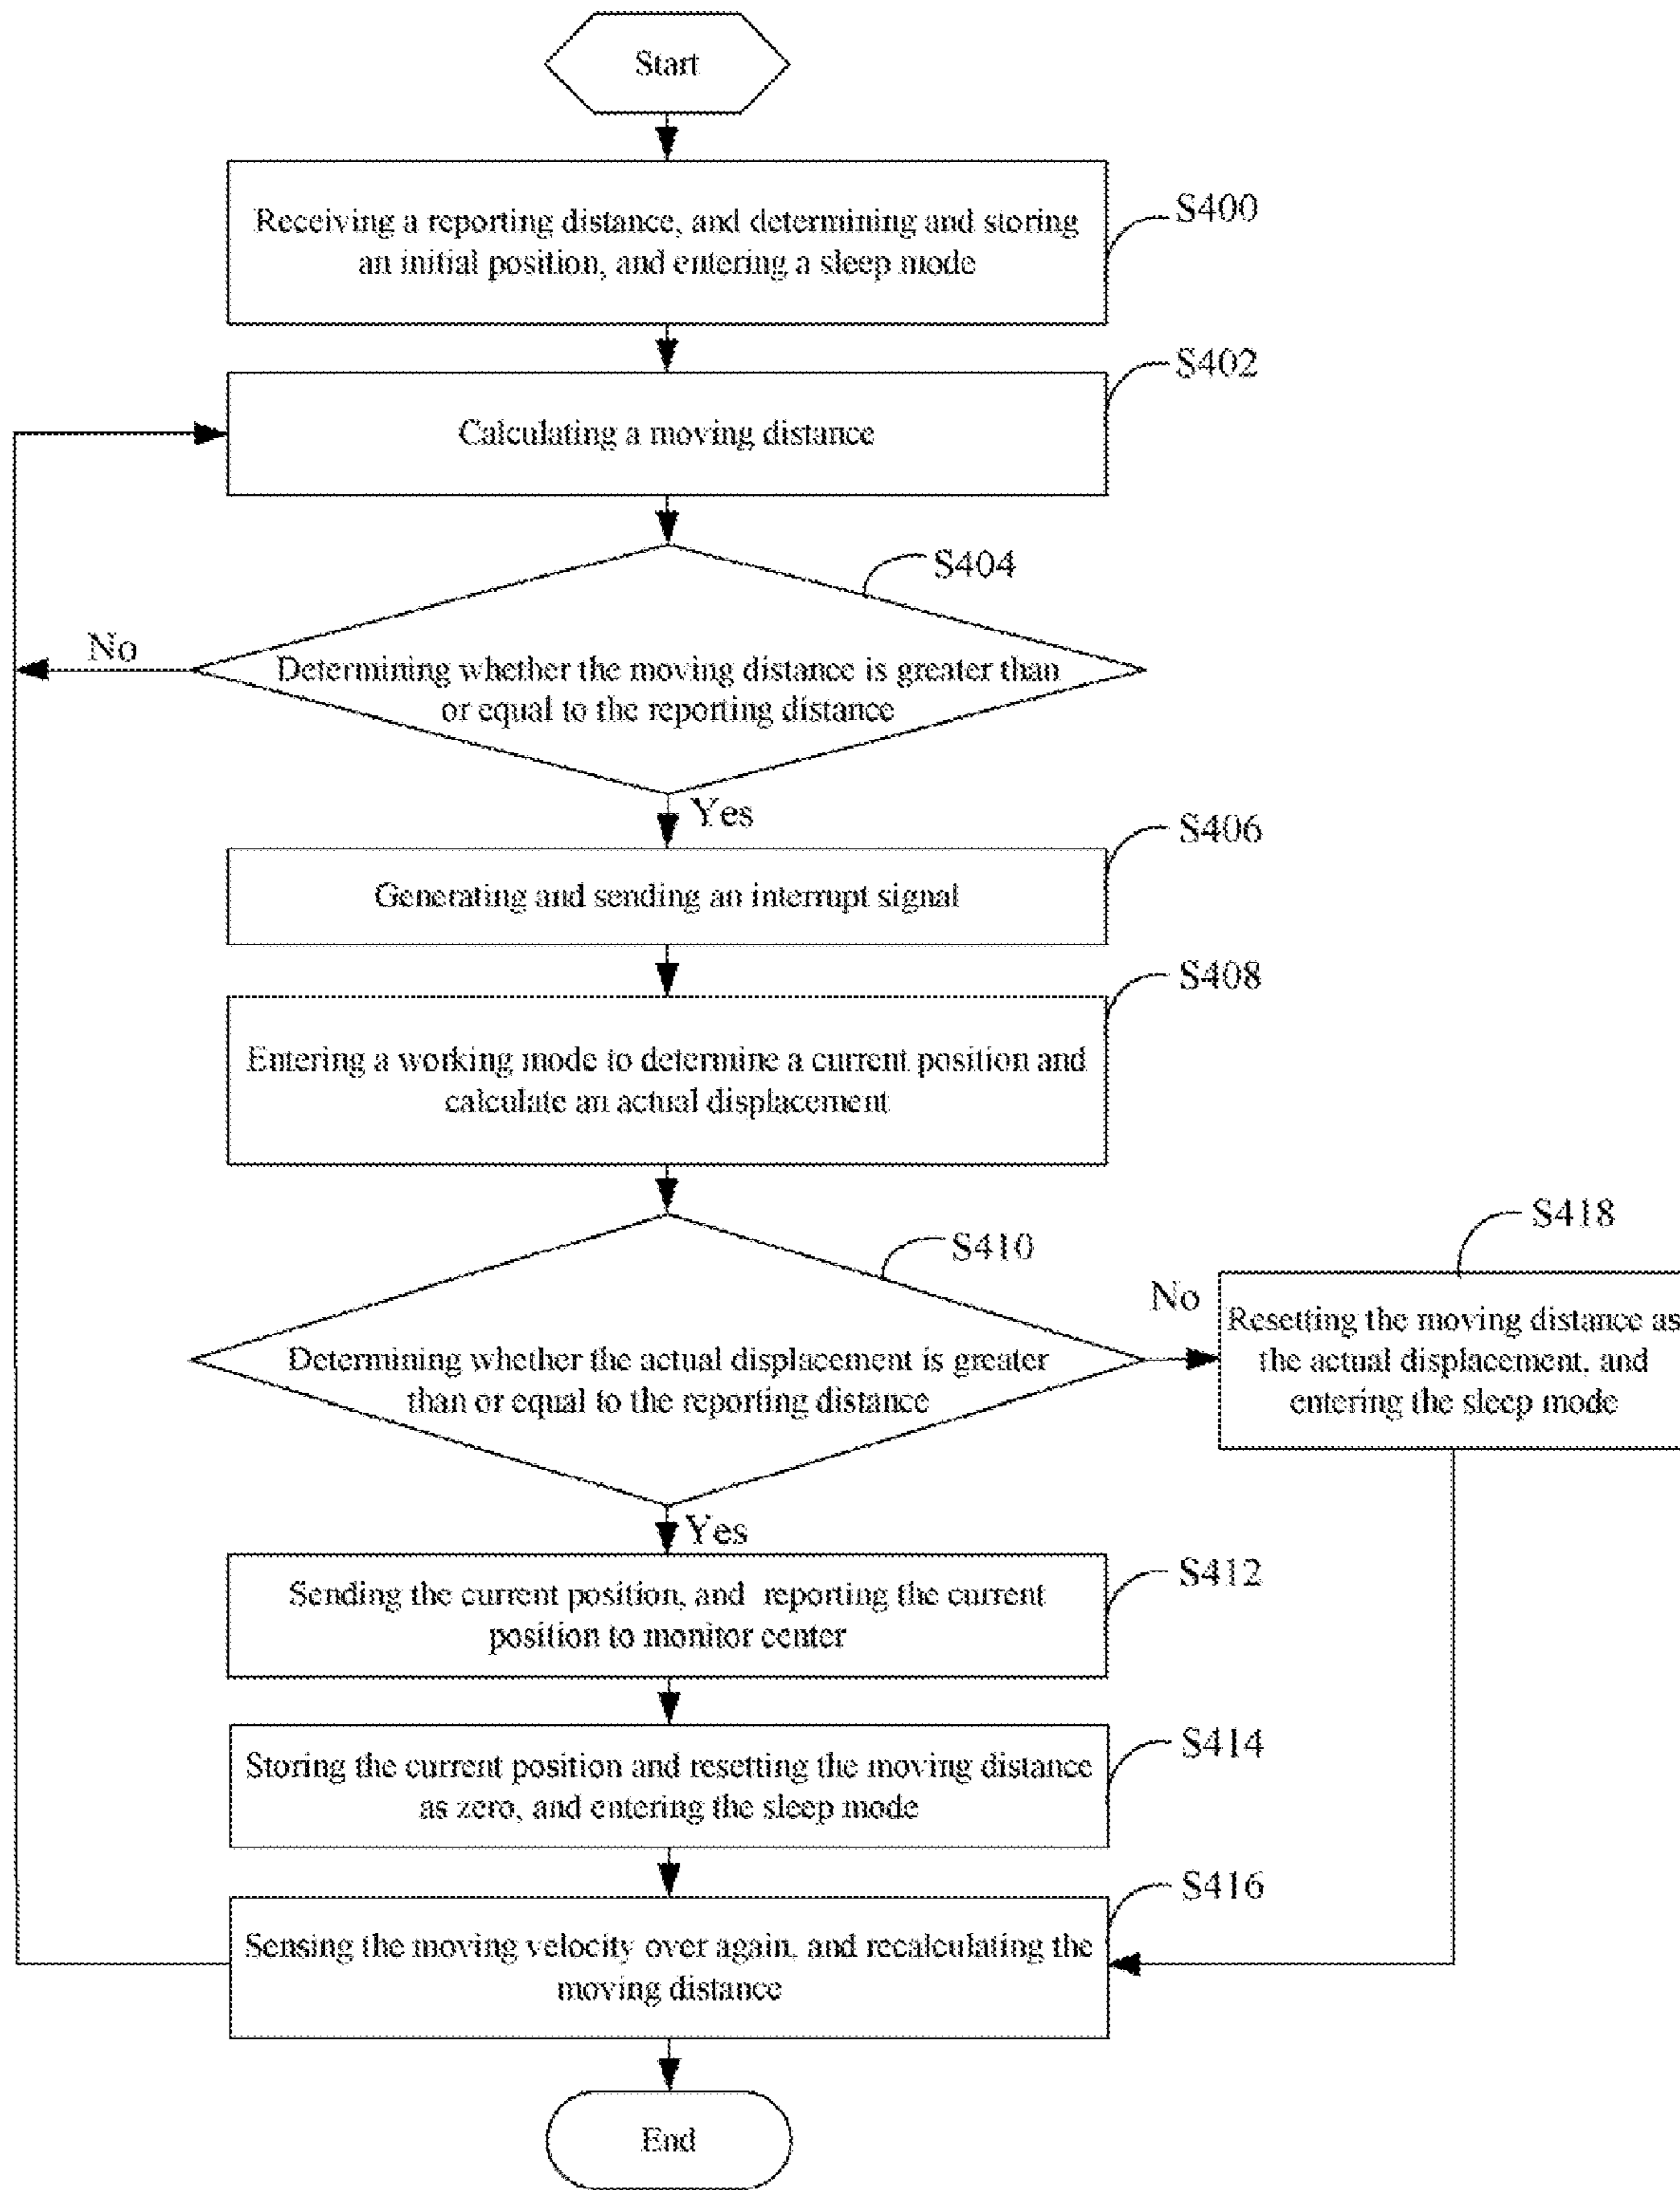 Start
Receiving a reporting distance, and determining and storing
an initial position, and entering a sleep mode
S400
S402
Calculating a moving distance
S404
No
Determining whether the moving distance is greater than
or equal to the reporting distance
Yes
S406
Generating and sending an interrupt signal
S408
Entering a working mode to determine a current position and
calculate an actual displacement
S418
S410
No
Resetting the moving distance as
the actual displacement, and
entering the sleep mode
Determining whether the actual displacement is greater
than or equal to the reporting distance
Yes
S412
Sending the current position, and reporting the current
position to monitor center
S414
Storing the current position and resetting the moving distance
as zero, and entering the sleep mode
S416
Sensing the moving velocity over again, and recalculating the
moving distance
End